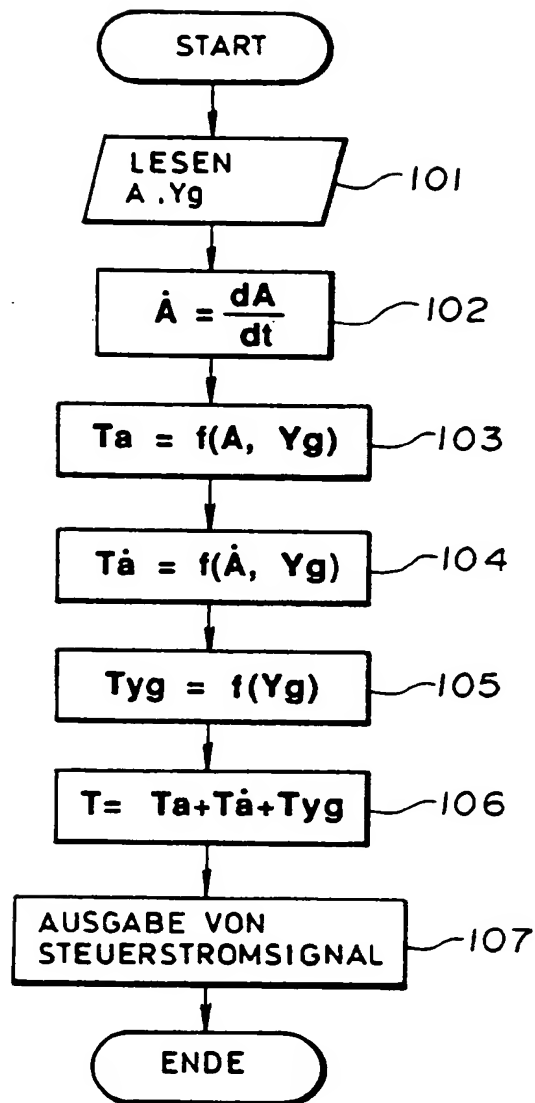 START
LESEN
A .Yg
101
Ȧ = dA/dt
102
Ta = f(A, Yg)
103
Tȧ = f(Ȧ, Yg)
104
Tyg = f(Yg)
105
T= Ta+Tȧ+Tyg
106
AUSGABE VON
STEUERSTROMSIGNAL
107
ENDE